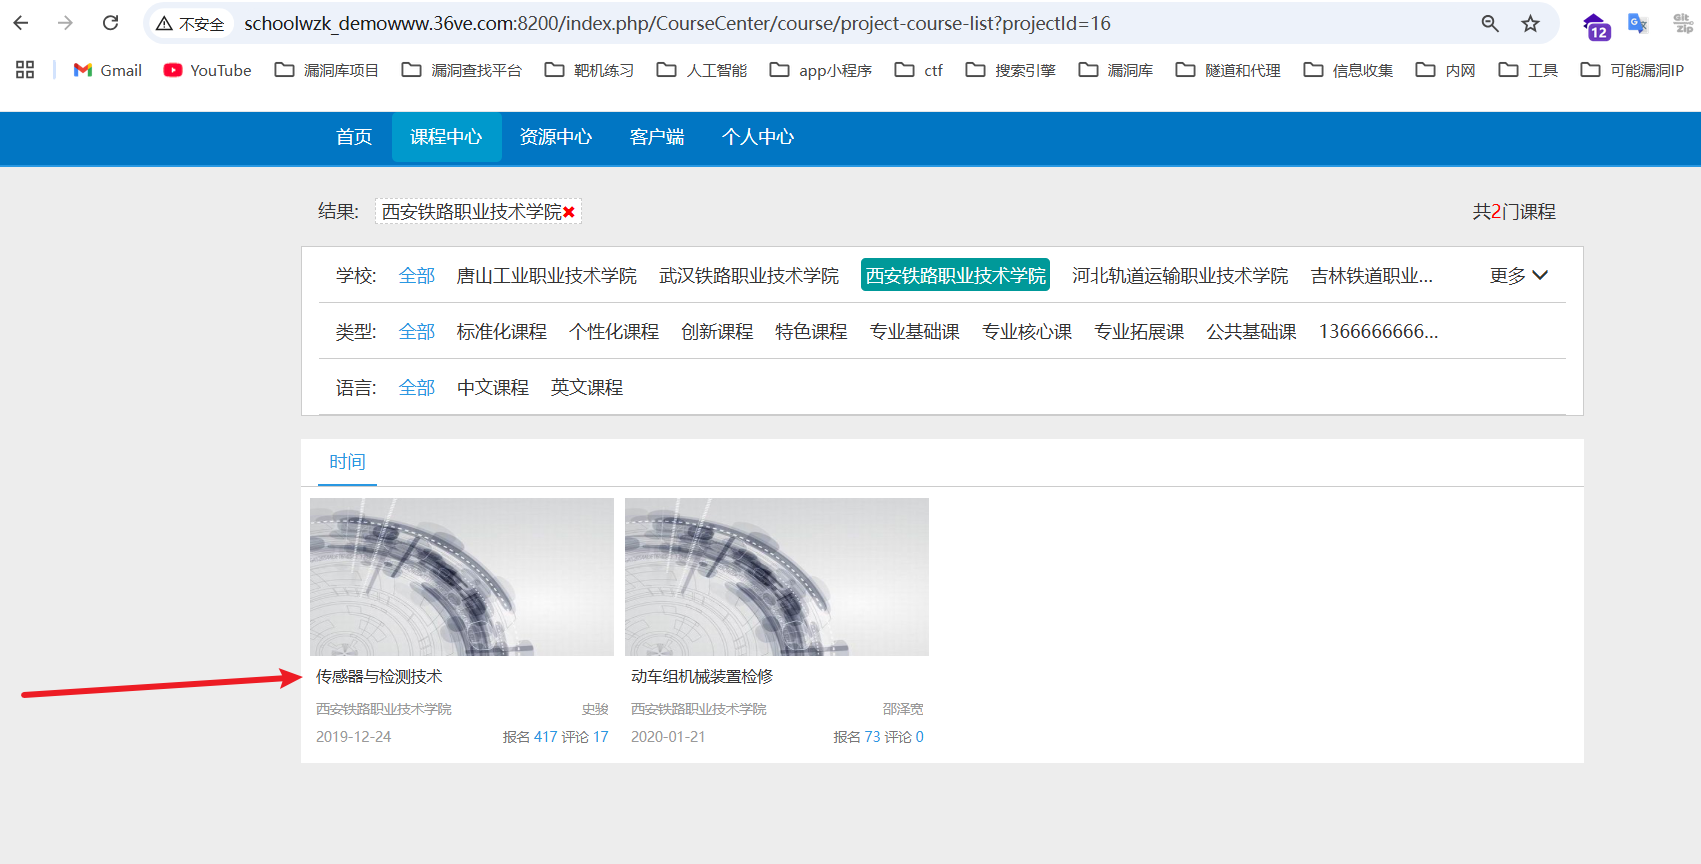 不安全 schoolwzk_demowww.36ve.com:8200/index.php/CourseCenter/course/project-course-list?projectId=16 12 Git Zip
Gmail YouTube 漏洞库项目 漏洞查找平台 靶机练习 人工智能 app小程序 ctf 搜索引擎 漏洞库 隧道和代理 信息收集 内网 工具 可能漏洞IP
首页 课程中心 资源中心 客户端 个人中心
结果: 西安铁路职业技术学院 共2门课程
学校: 全部 唐山工业职业技术学院 武汉铁路职业技术学院 西安铁路职业技术学院 河北轨道运输职业技术学院 吉林铁道职业... 更多
类型: 全部 标准化课程 个性化课程 创新课程 特色课程 专业基础课 专业核心课 专业拓展课 公共基础课 1366666666...
语言: 全部 中文课程 英文课程
时间
传感器与检测技术 动车组机械装置检修
西安铁路职业技术学院 史骏 西安铁路职业技术学院 邵泽宽
2019-12-24 报名 417 评论 17 2020-01-21 报名 73 评论 0